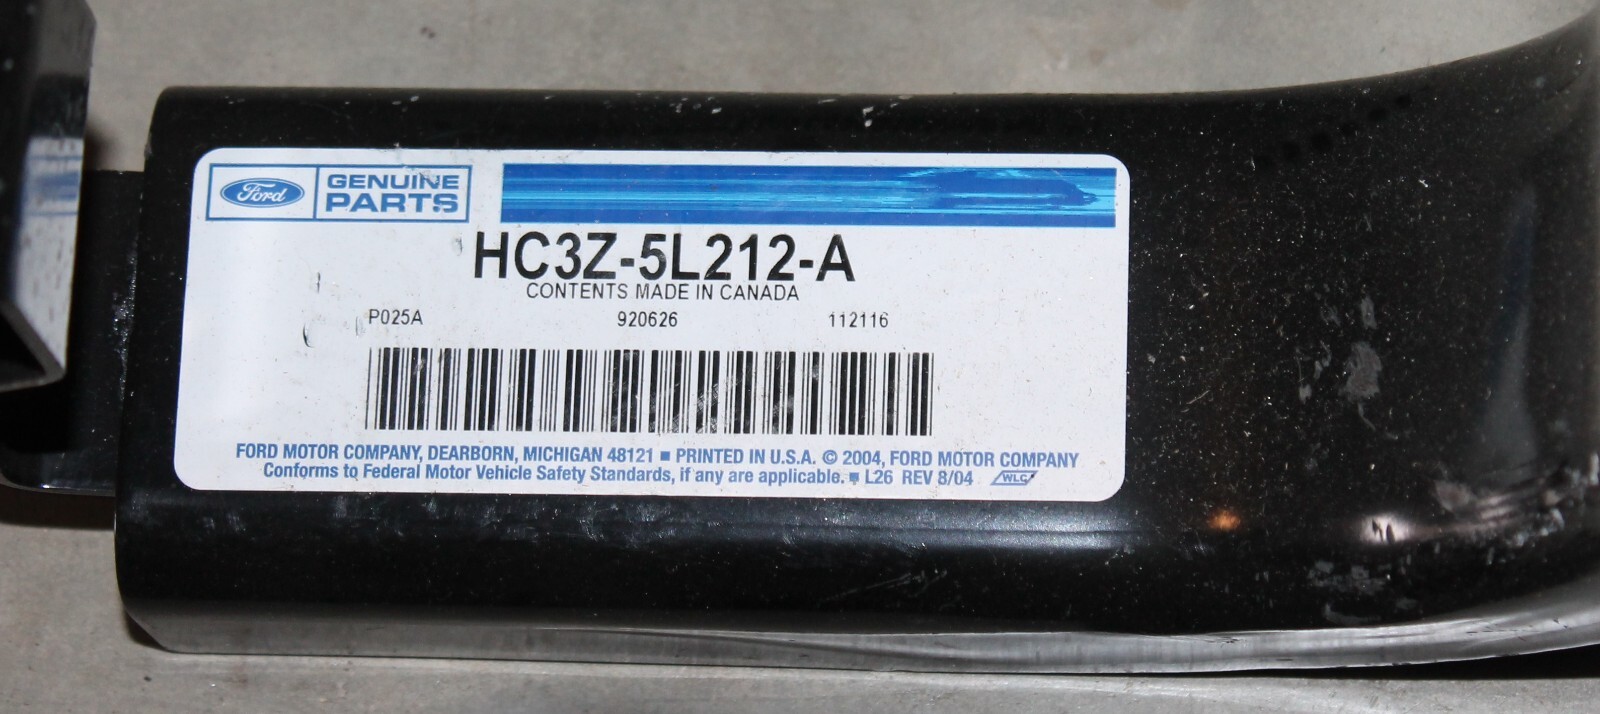 Ford GENUINE
PARTS
HC3Z-5L212-A
CONTENTS MADE IN CANADA
P025A 920626 112116
FORD MOTOR COMPANY, DEARBORN, MICHIGAN 48121 ■ PRINTED IN U.S.A. © 2004, FORD MOTOR COMPANY
Conforms to Federal Motor Vehicle Safety Standards, if any are applicable. ■ L26 REV 8/04 WLC